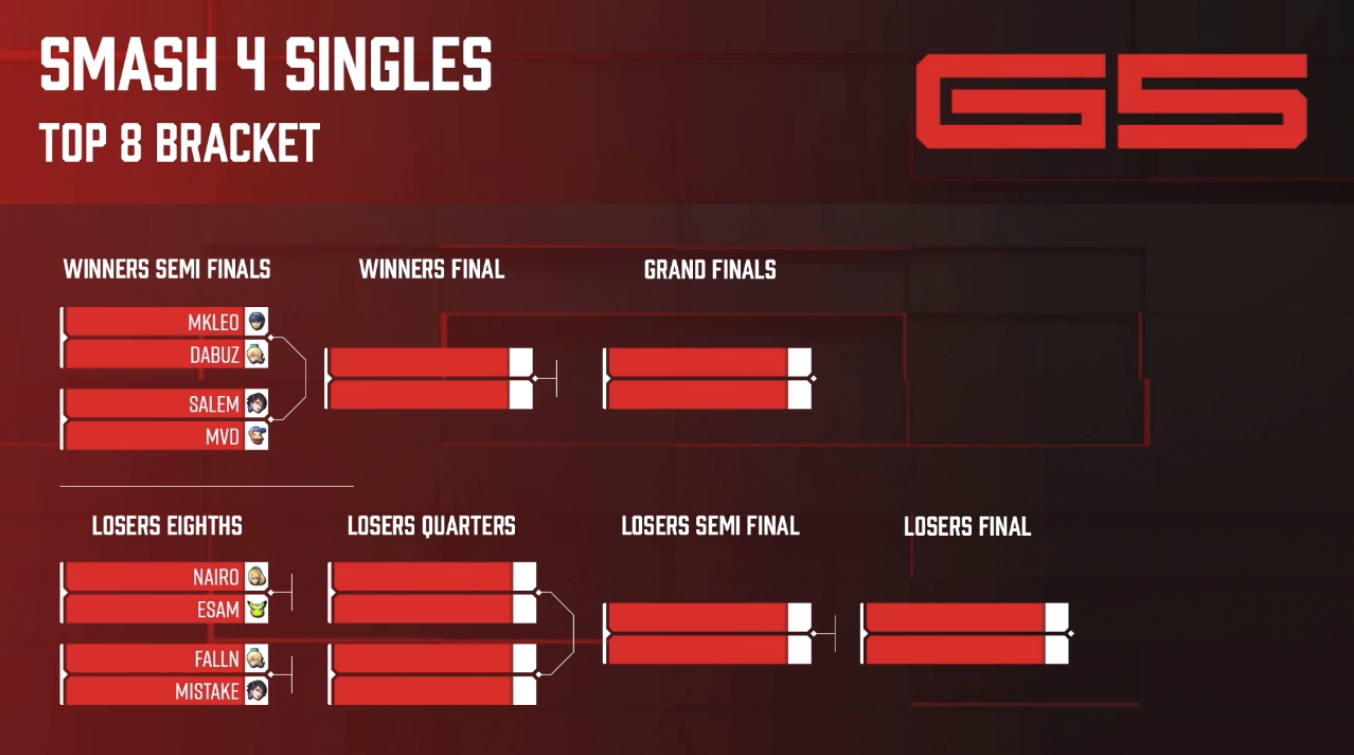 SMASH 4 SINGLES
TOP 8 BRACKET
G5
WINNERS SEMI FINALS
WINNERS FINAL
GRAND FINALS
MKLEO
DABUZ
SALEM
MVD
LOSERS EIGHTHS
LOSERS QUARTERS
LOSERS SEMI FINAL
LOSERS FINAL
NAIRO
ESAM
FALLN
MISTAKE